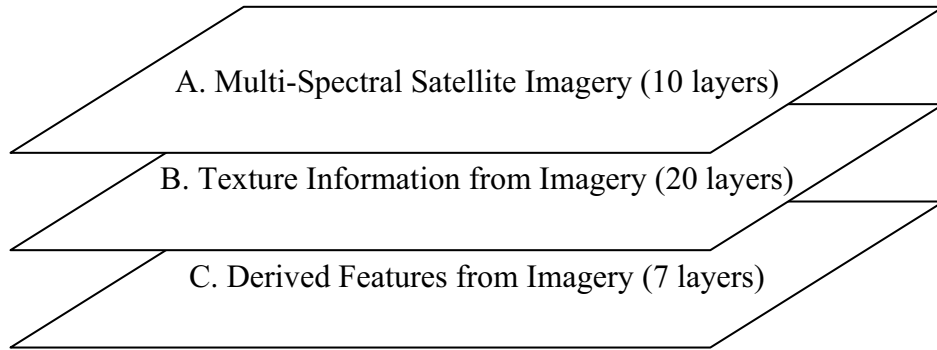 A. Multi-Spectral Satellite Imagery (10 layers)
B. Texture Information from Imagery (20 layers)
C. Derived Features from Imagery (7 layers)